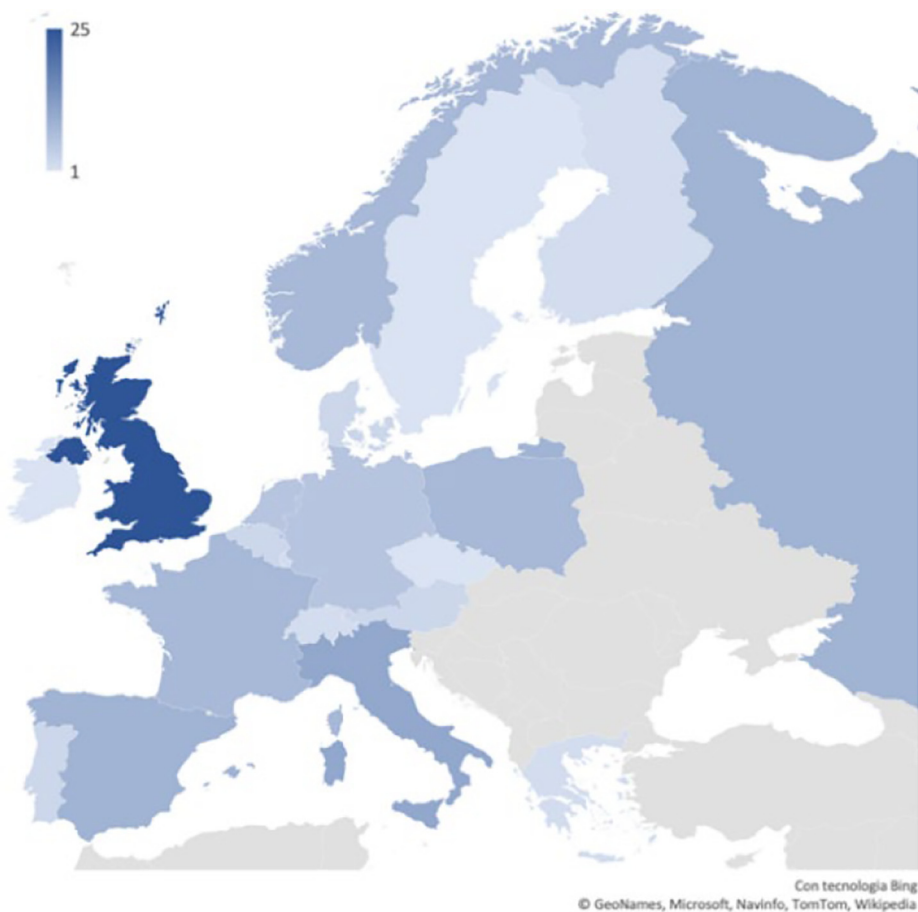 25
1
Con tecnologia Bing
© GeoNames, Microsoft, Navinfo, TomTom, Wikipedia